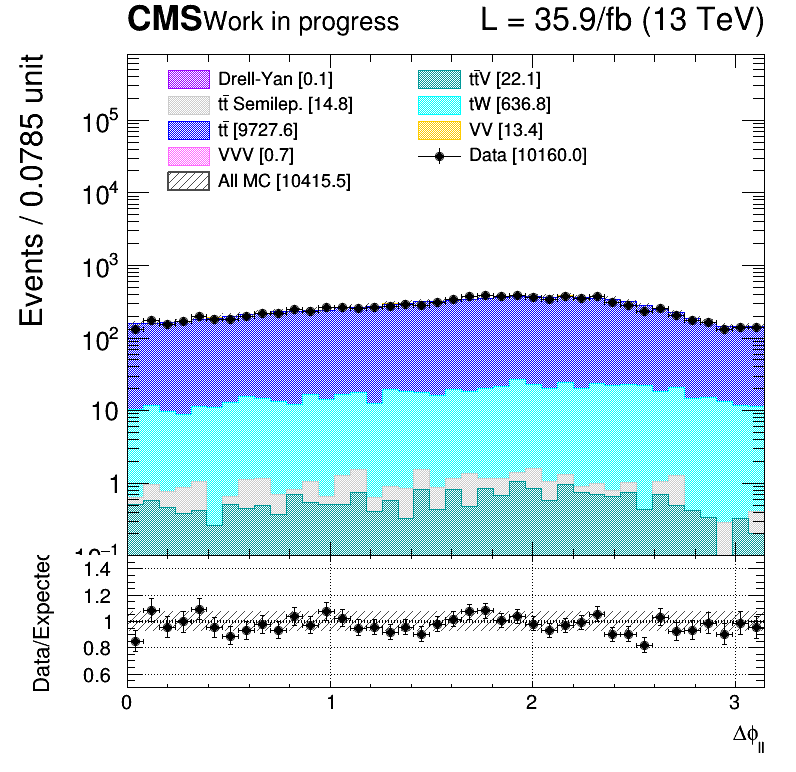 CMS Work in progress L = 35.9/fb (13 TeV)
Events / 0.0785 unit
Drell-Yan [0.1]
tt̄ Semilep. [14.8]
tt̄ [9727.6]
VVV [0.7]
All MC [10415.5]
tt̄V [22.1]
tW [636.8]
VV [13.4]
Data [10160.0]
10⁵
10⁴
10³
10²
10
1
10⁻¹
Data/Expected
1.4
1.2
1
0.8
0.6
0 1 2 3
Δϕ_ll